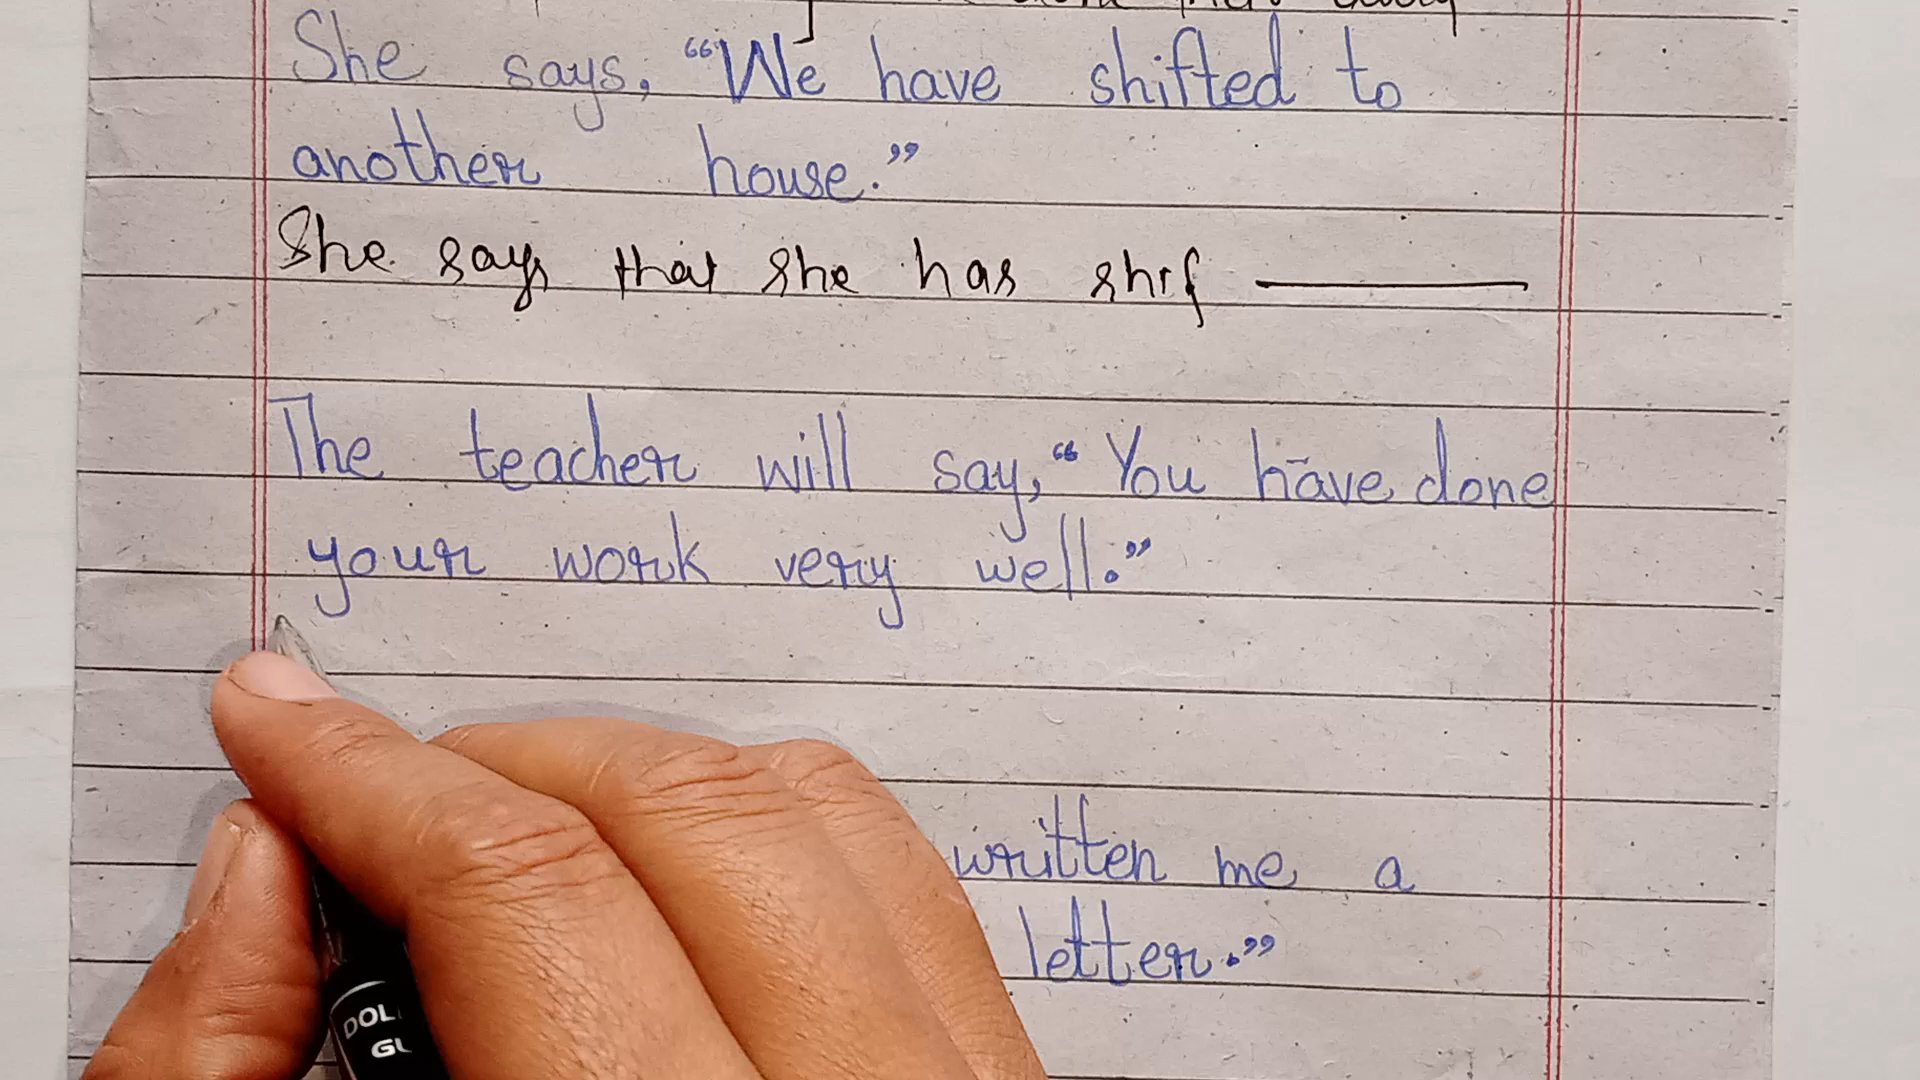 She says, “We have shifted to
another house.”
She says that she has shif
The teacher will say, “You have done
your work very well.”
written me a
letter.”
DOL